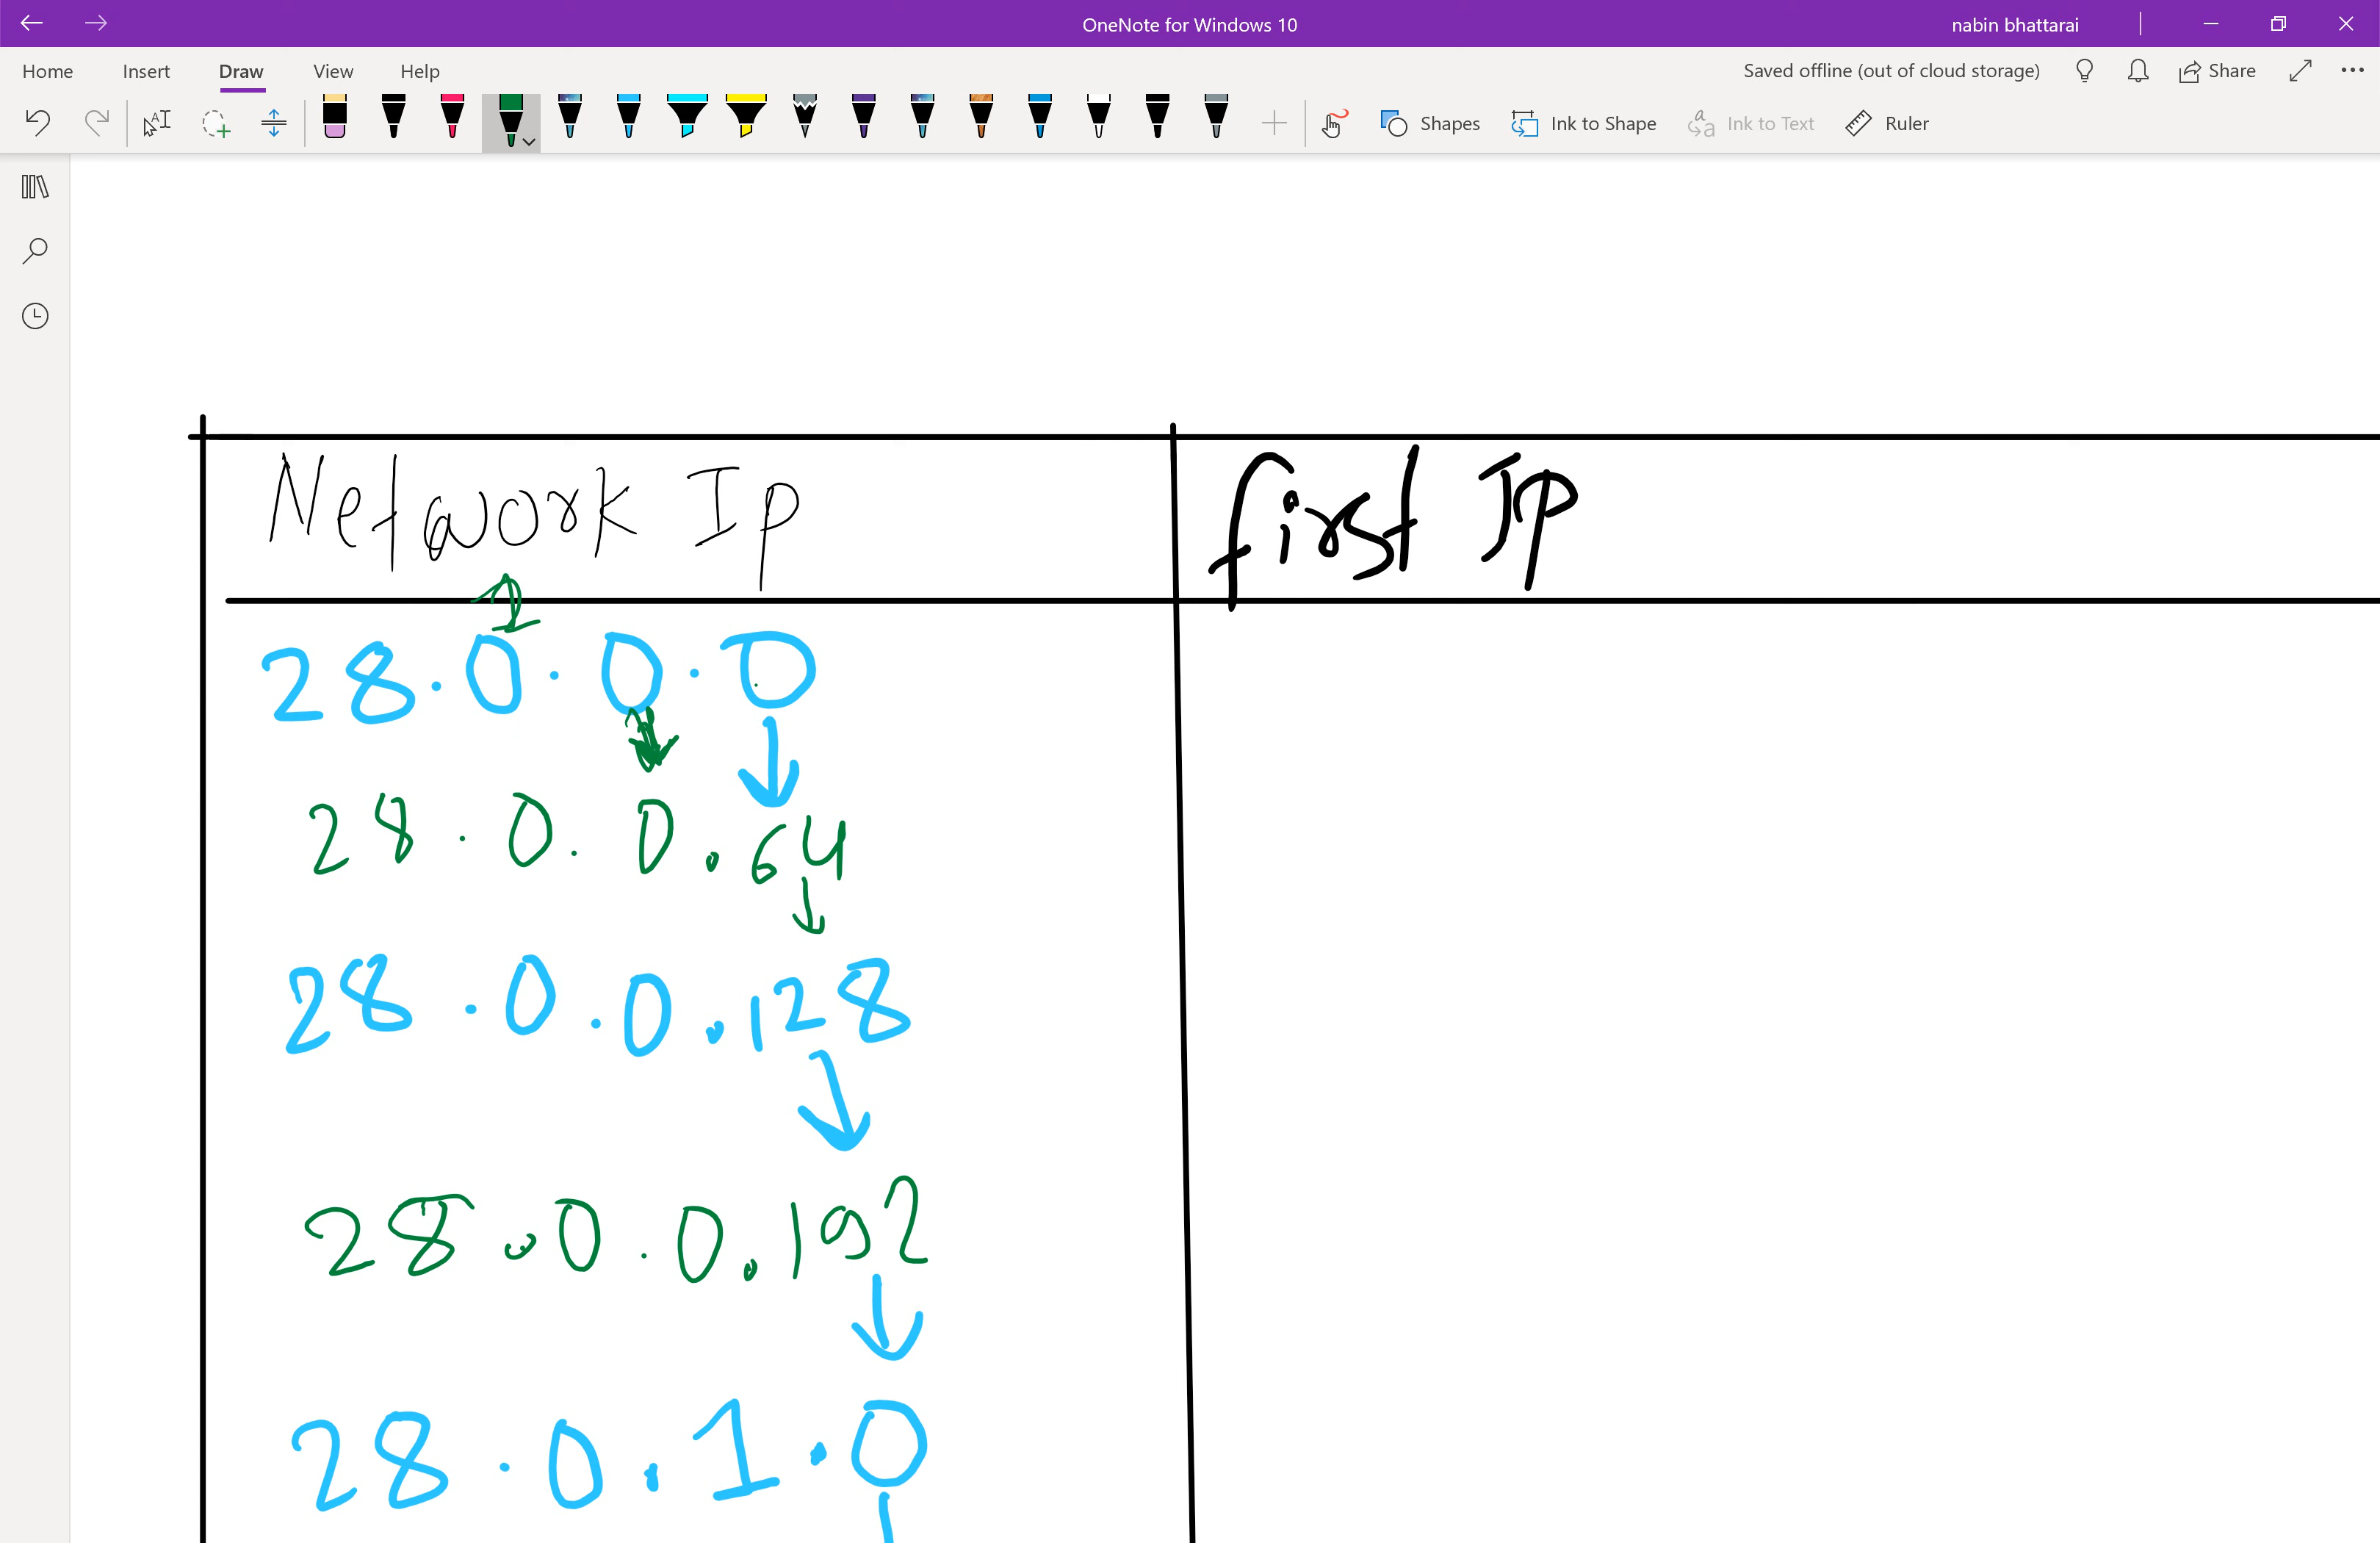 OneNote for Windows 10
nabin bhattarai
Home Insert Draw View Help
Saved offline (out of cloud storage) Share
Shapes Ink to Shape Ink to Text Ruler
Network Ip first IP
1
28.0.0.0
28.0.0.64
28.0.0.128
28.0.0.192
28.0.1.0